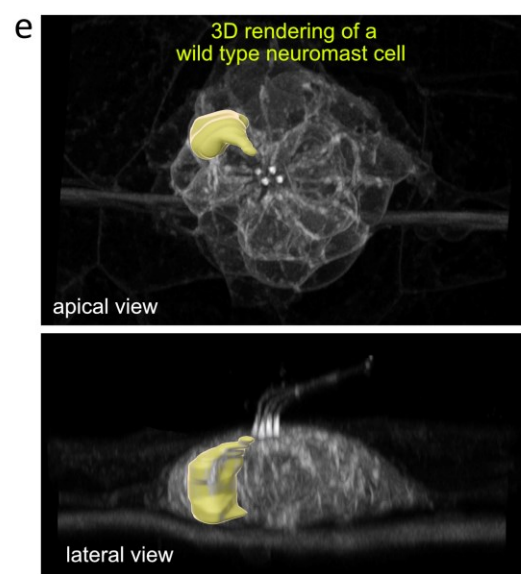 e
3D rendering of a
wild type neuromast cell
apical view
lateral view